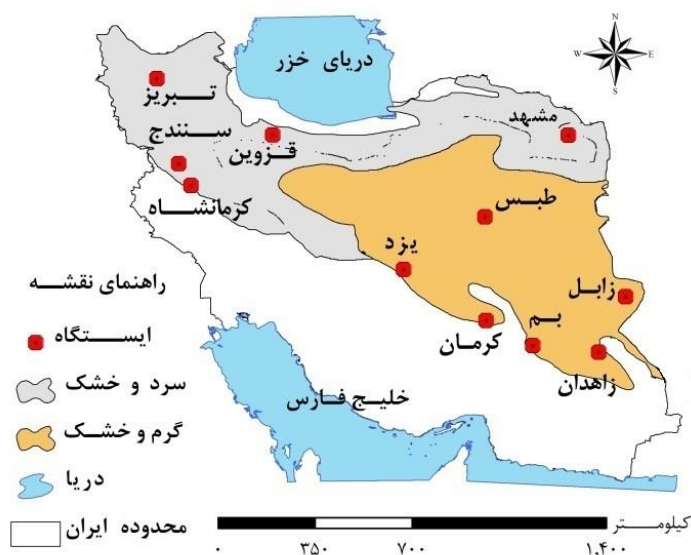 N
W E
S
دریای خزر
تبریز
سنندج
قزوین
مشهد
کرمانشاه
طبس
یزد
زابل
بم
کرمان
زاهدان
خلیج فارس
راهنمای نقشه
ایستگاه
سرد و خشک
گرم و خشک
دریا
محدوده ایران
کیلومتر
۰ ۳۵۰ ۷۰۰ ۱.۴۰۰